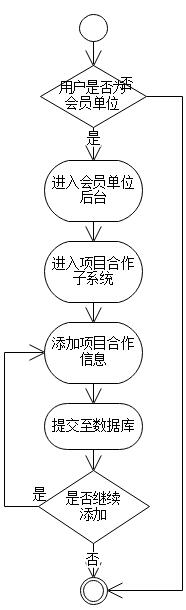 用户是否为
否
会员单位
是
进入会员单位
后台
进入项目合作
子系统
添加项目合作
信息
提交至数据库
是否继续
添加
是
否